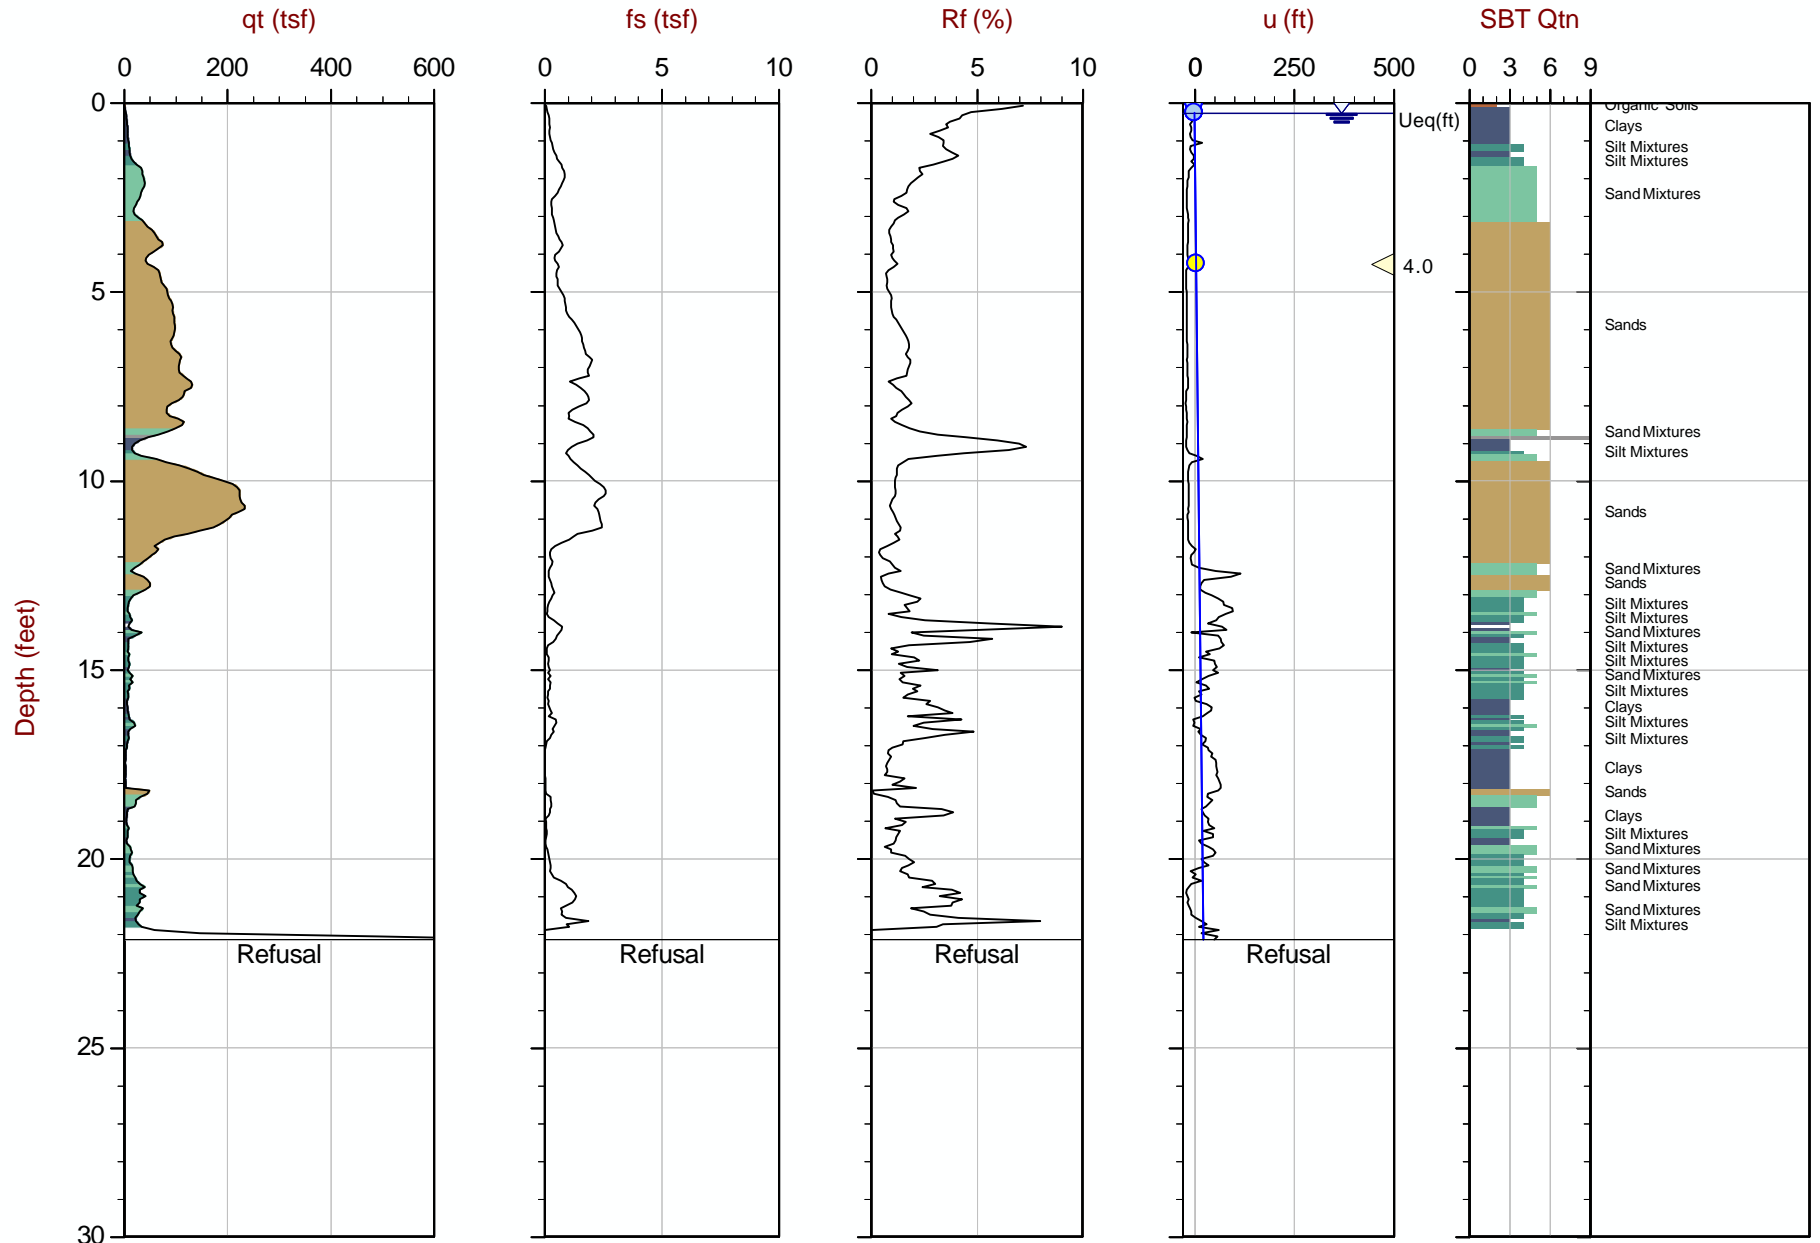 qt (tsf) fs (tsf) Rf (%) u (ft) SBT Qtn
0 200 400 600 0 5 10 0 5 10 0 250 500 0 3 6 9
0
Organic Soils
Ueq(ft)
Clays
Silt Mixtures
Silt Mixtures
Sand Mixtures
4.0
5
Sands
Sand Mixtures
Silt Mixtures
10
Sands
Sand Mixtures
Sands
Silt Mixtures
Silt Mixtures
Sand Mixtures
Silt Mixtures
Silt Mixtures
15
Sand Mixtures
Silt Mixtures
Clays
Silt Mixtures
Silt Mixtures
Clays
Sands
Clays
Silt Mixtures
Sand Mixtures
20
Sand Mixtures
Sand Mixtures
Sand Mixtures
Silt Mixtures
Refusal Refusal Refusal Refusal
25
30
Depth (feet)